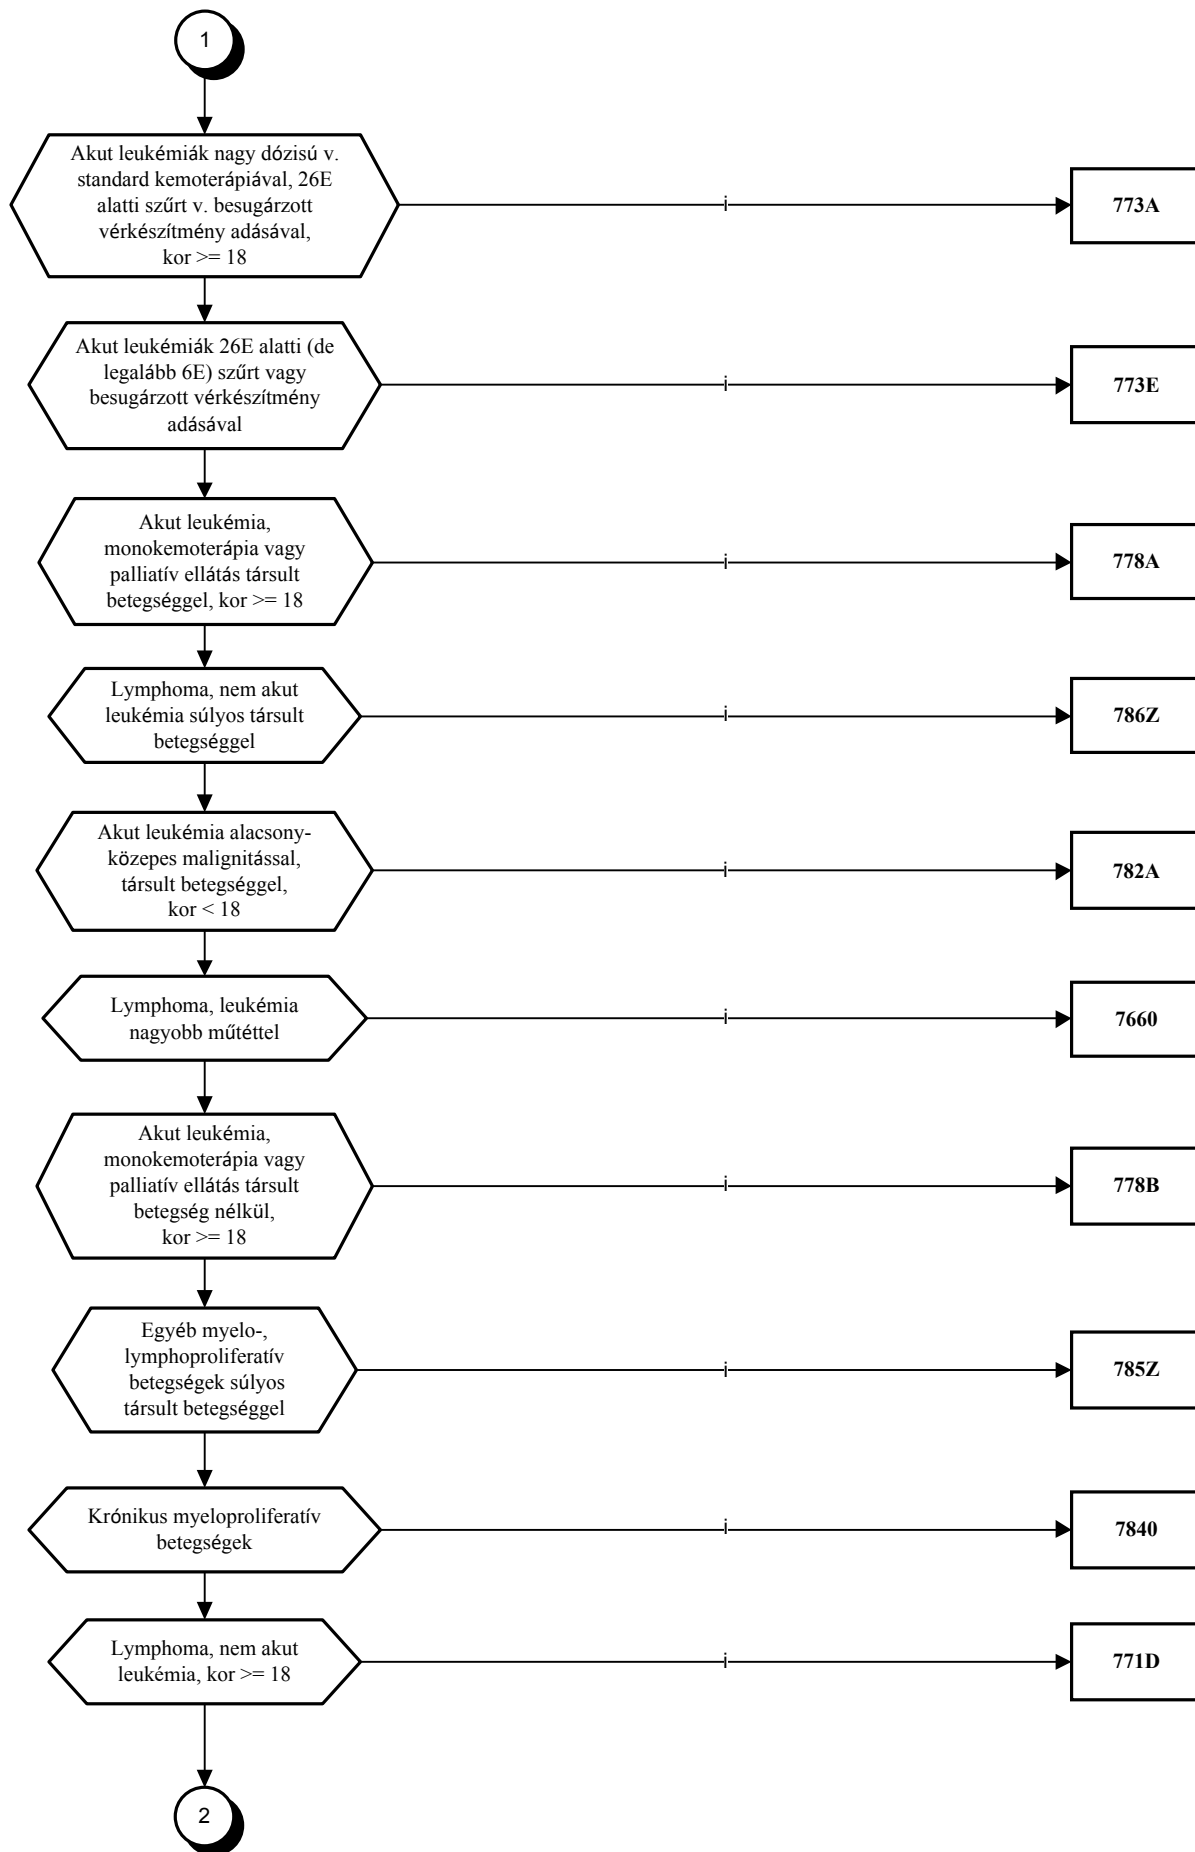 1
Akut leukémiák nagy dózisú v.
standard kemoterápiával, 26E
alatti szűrt v. besugárzott
vérkészítmény adásával,
kor >= 18
i
773A
Akut leukémiák 26E alatti (de
legalább 6E) szűrt vagy
besugárzott vérkészítmény
adásával
i
773E
Akut leukémia,
monokemoterápia vagy
palliatív ellátás társult
betegséggel, kor >= 18
i
778A
Lymphoma, nem akut
leukémia súlyos társult
betegséggel
i
786Z
Akut leukémia alacsony-
közepes malignitással,
társult betegséggel,
kor < 18
i
782A
Lymphoma, leukémia
nagyobb műtéttel
i
7660
Akut leukémia,
monokemoterápia vagy
palliatív ellátás társult
betegség nélkül,
kor >= 18
i
778B
Egyéb myelo-,
lymphoproliferatív
betegségek súlyos
társult betegséggel
i
785Z
Krónikus myeloproliferatív
betegségek
i
7840
Lymphoma, nem akut
leukémia, kor >= 18
i
771D
2